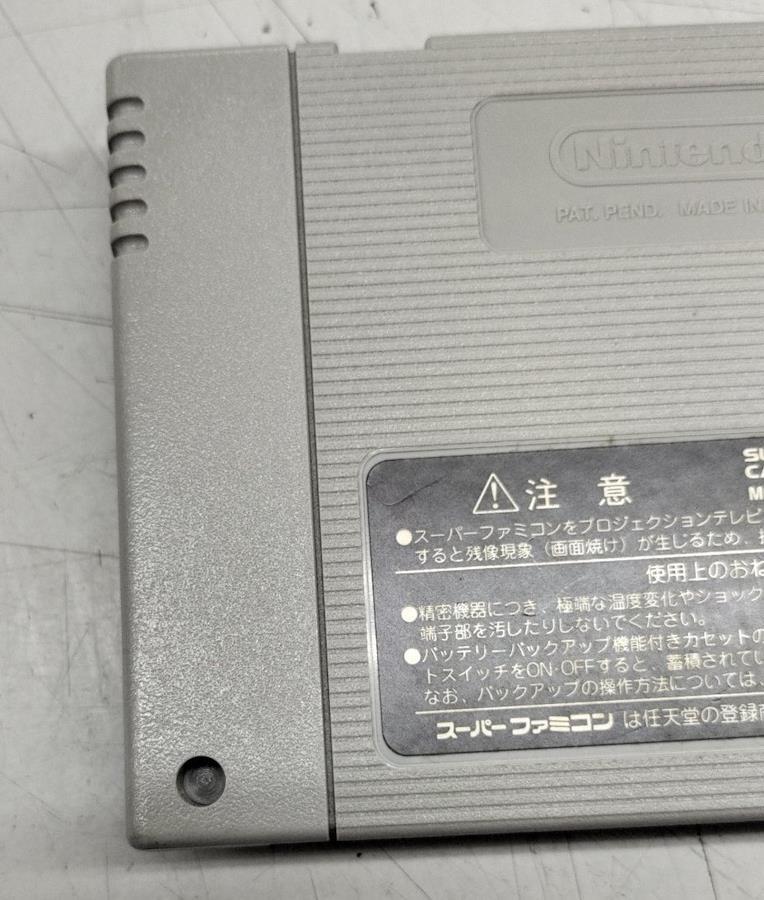 Nintend
PAT. PEND. MADE IN
注 意
SU
CA
M
●スーパーファミコンをプロジェクションテレビ
すると残像現象（画面焼け）が生じるため、
使用上のおね
●精密機器につき、極端な温度変化やショック
端子部を汚したりしないでください。
●バッテリーバックアップ機能付きカセットの
トスイッチをON・OFFすると、蓄積されてい
なお、バックアップの操作方法については、
スーパーファミコン は任天堂の登録商